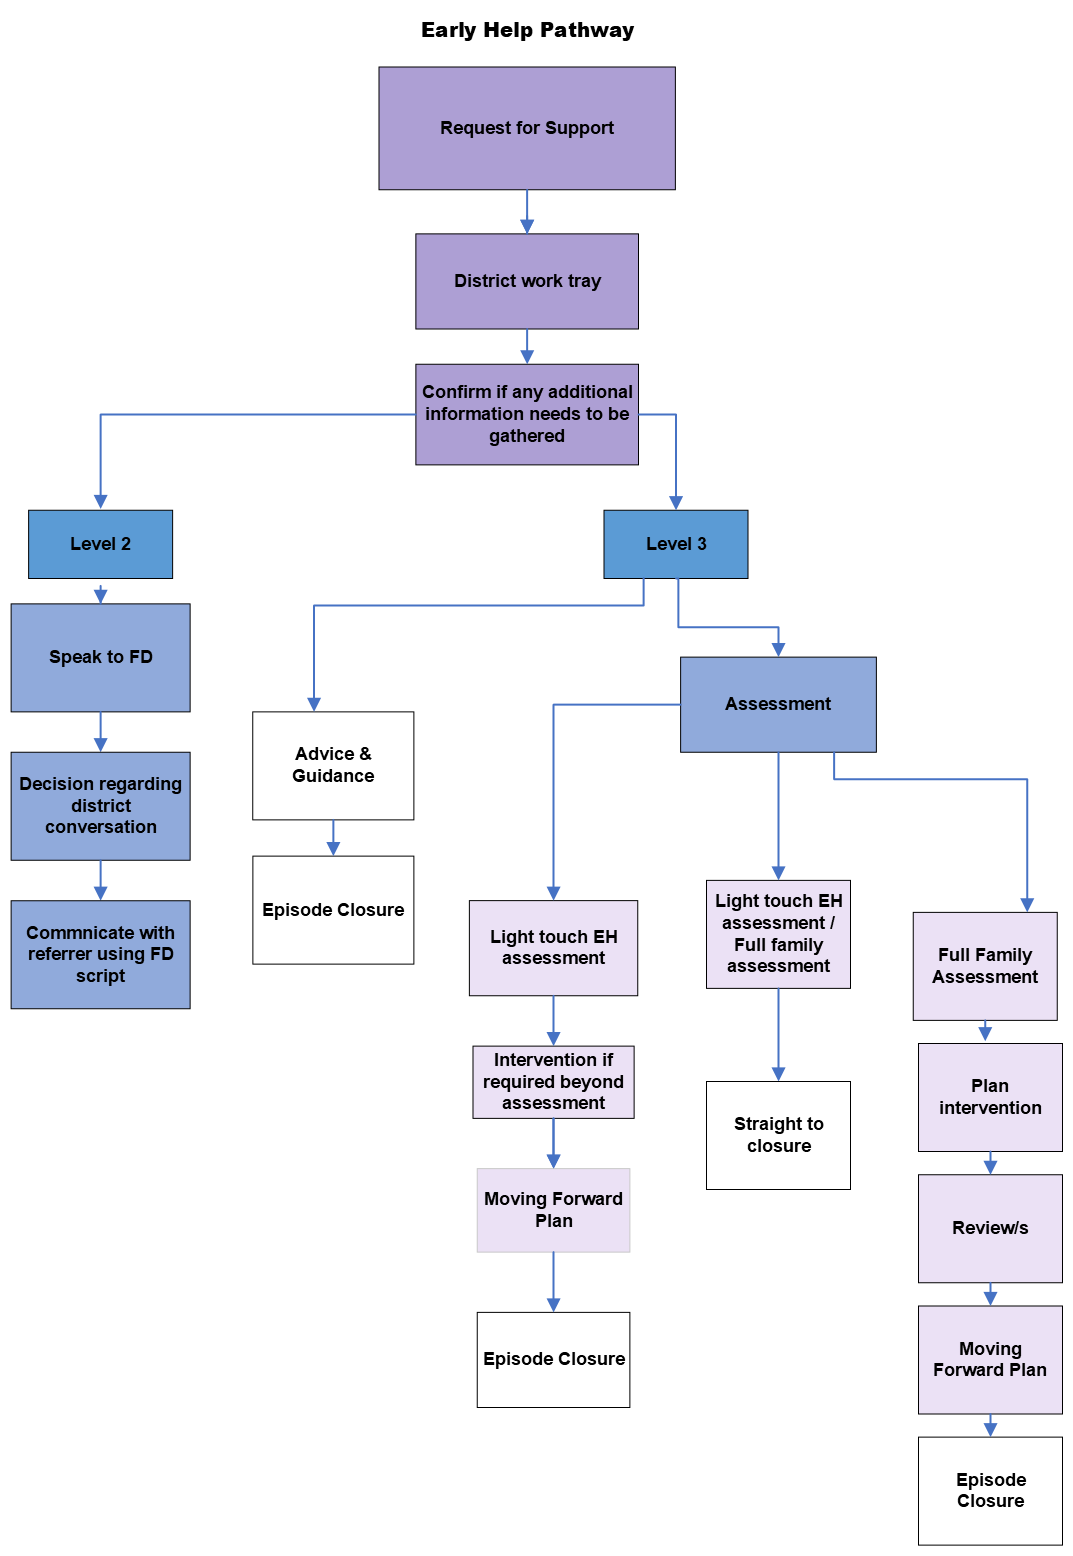 Early Help Pathway
Request for Support
District work tray
Confirm if any additional
information needs to be
gathered
Level 2
Level 3
Speak to FD
Decision regarding
district
conversation
Commnicate with
referrer using FD
script
Advice &
Guidance
Episode Closure
Assessment
Light touch EH
assessment
Intervention if
required beyond
assessment
Moving Forward
Plan
Episode Closure
Light touch EH
assessment /
Full family
assessment
Straight to
closure
Full Family
Assessment
Plan
intervention
Review/s
Moving
Forward Plan
Episode
Closure